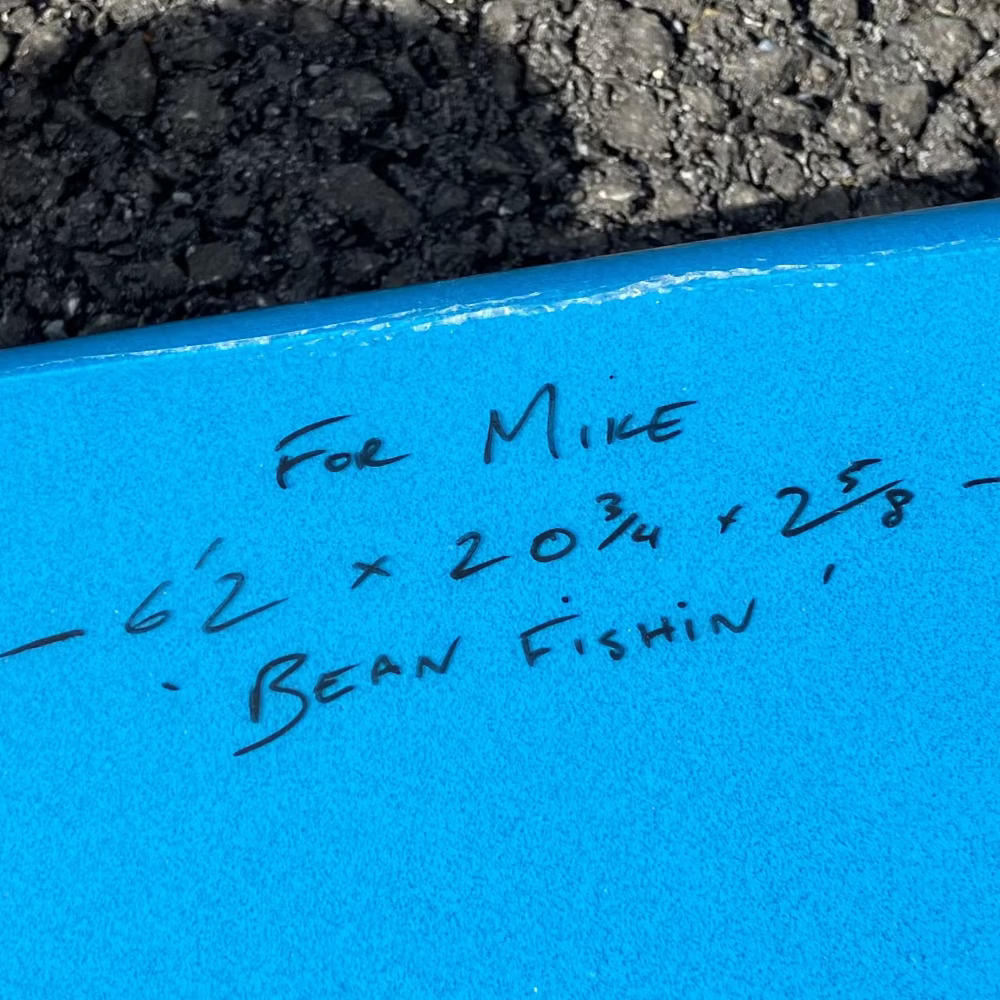 FOR MIKE
— 6'2 x 20 3/4 x 2 5/8 —
' BEAN FISHIN '